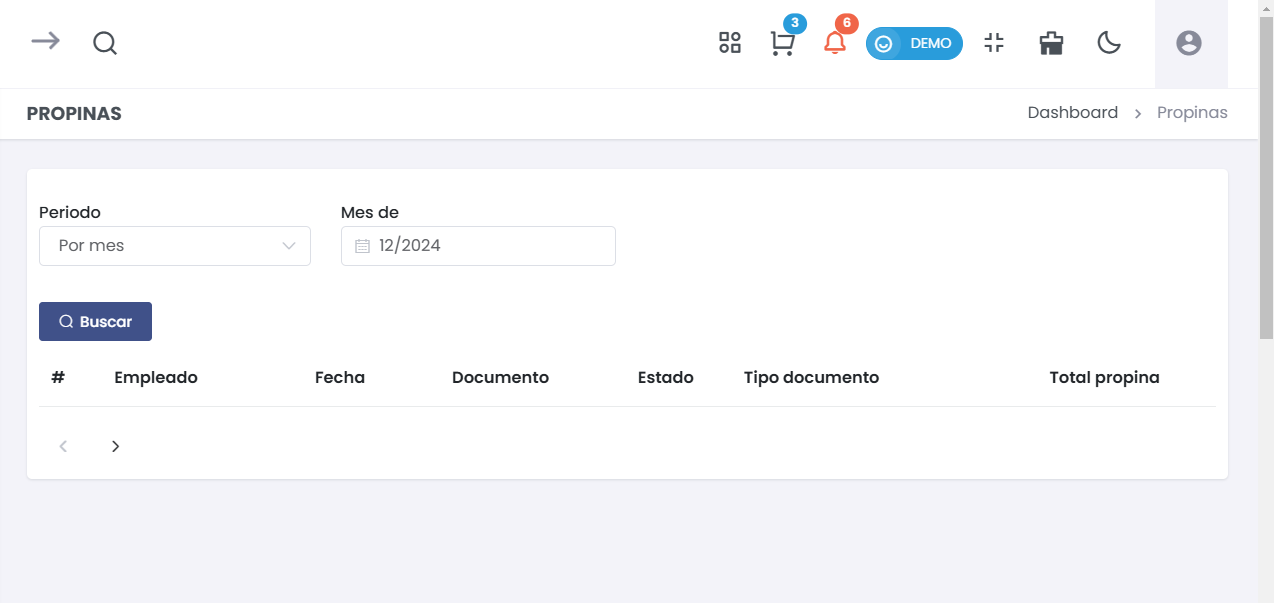 3
6
DEMO
PROPINAS
Dashboard > Propinas
Periodo
Mes de
Por mes
12/2024
Buscar
# Empleado Fecha Documento Estado Tipo documento Total propina